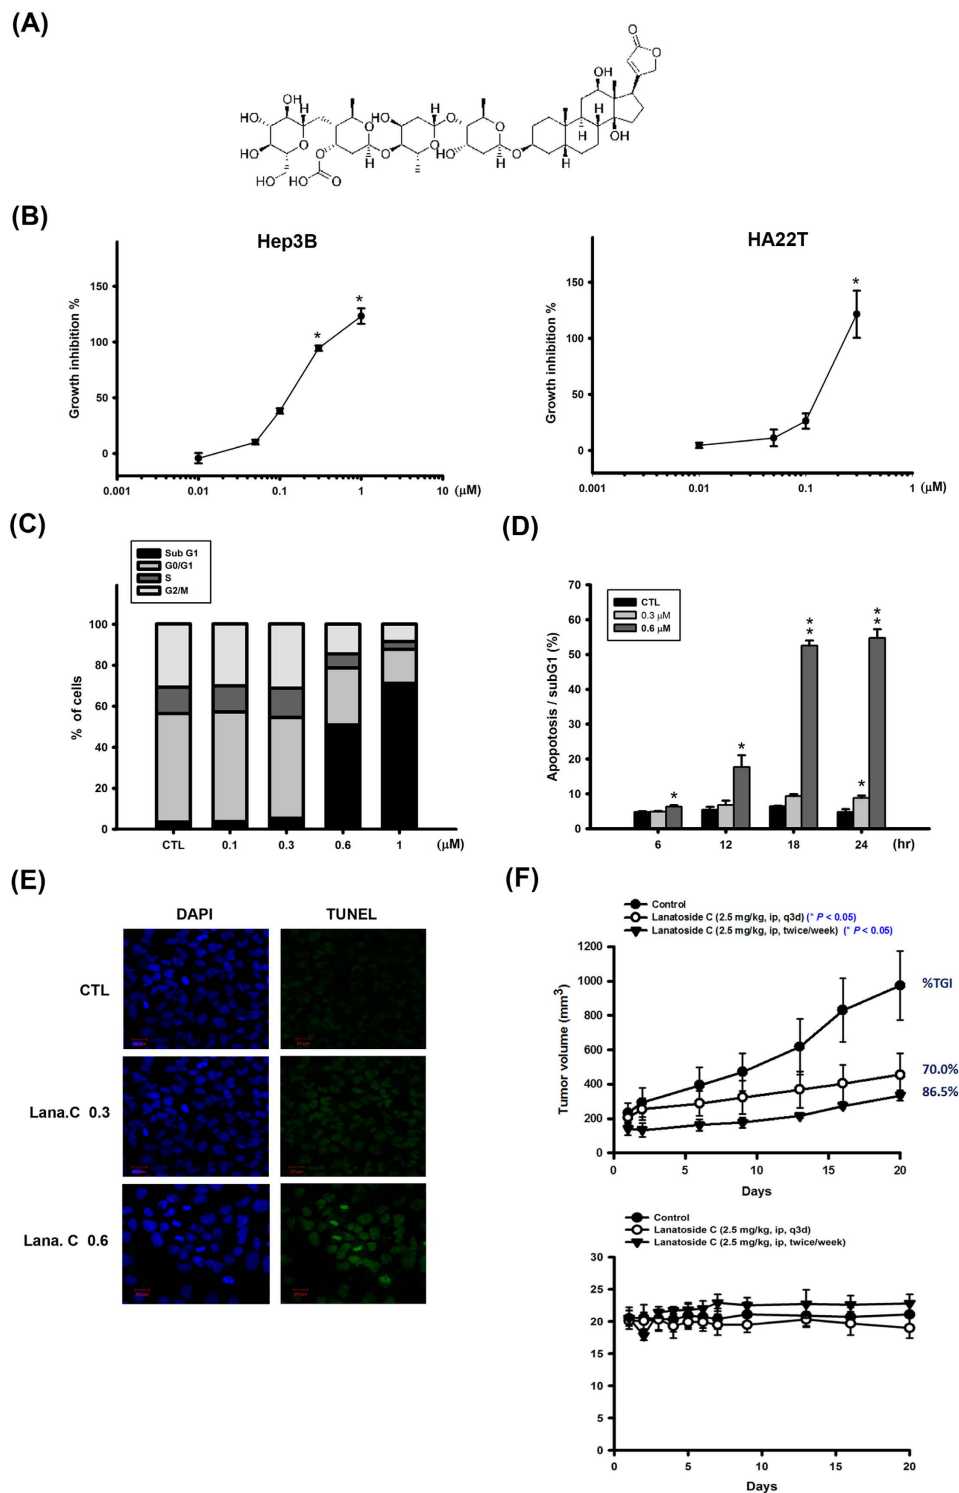 (A)
O
O
OH
OH
OH
H
HO
HO
O
HO
HO
HO
O
O
O
H
O
HO
O
H
O
O
HO
O
H
O
H
H
(B)
Hep3B
Growth inhibition %
150
100
50
0
*
*
0.001
0.01
0.1
1
10
(µM)
HA22T
Growth inhibition %
150
100
50
0
*
0.001
0.01
0.1
1
(µM)
(C)
Sub G1
G0/G1
S
G2/M
% of cells
100
80
60
40
20
0
CTL
0.1
0.3
0.6
1
(µM)
(D)
CTL
0.3 µM
0.6 µM
Apopotosis / subG1 (%)
70
60
50
40
30
20
10
0
*
*
*
*
*
*
*
6
12
18
24
(hr)
(E)
DAPI
TUNEL
CTL
Lana.C 0.3
Lana. C 0.6
(F)
Control
Lanatoside C (2.5 mg/kg, ip, q3d) (* P < 0.05)
Lanatoside C (2.5 mg/kg, ip, twice/week) (* P < 0.05)
Tumor volume (mm3)
1200
1000
800
600
400
200
0
%TGI
70.0%
86.5%
0
5
10
15
20
Days
Control
Lanatoside C (2.5 mg/kg, ip, q3d)
Lanatoside C (2.5 mg/kg, ip, twice/week)
30
25
20
15
10
5
0
0
5
10
15
20
Days